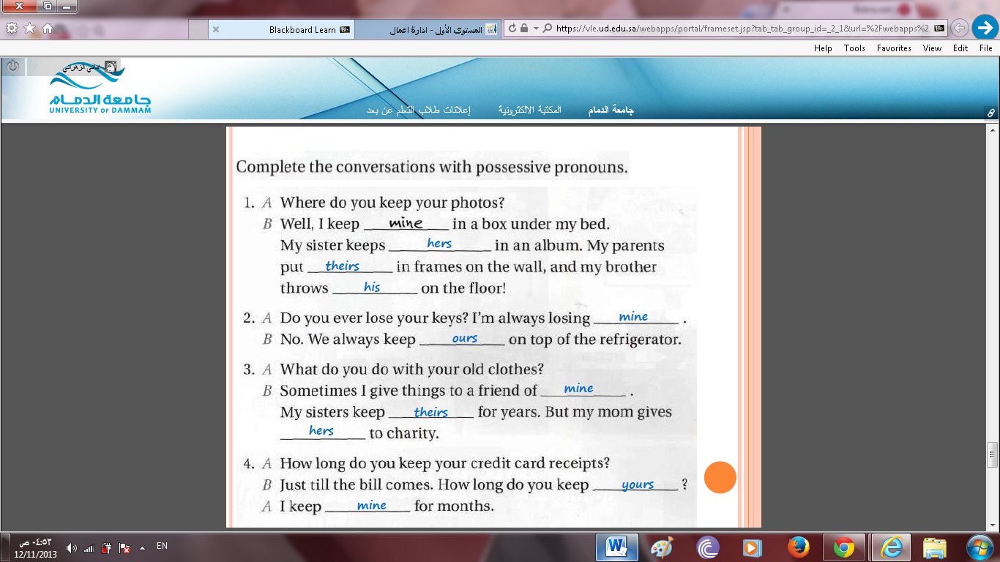 Blackboard Learn
المستوى الأول - ادارة اعمال
https://vle.ud.edu.sa/webapps/portal/frameset.jsp?tab_tab_group_id=_2_1&url=%2Fwebapps%2
Help Tools Favorites View Edit File
اماني الزهراني
جامعة الدمام
UNIVERSITY OF DAMMAM
جامعة الدمام المكتبة الالكترونية إعلانات طلاب التعلم عن بعد
Complete the conversations with possessive pronouns.
1. A Where do you keep your photos?
B Well, I keep mine in a box under my bed.
My sister keeps hers in an album. My parents
put theirs in frames on the wall, and my brother
throws his on the floor!
2. A Do you ever lose your keys? I'm always losing mine .
B No. We always keep ours on top of the refrigerator.
3. A What do you do with your old clothes?
B Sometimes I give things to a friend of mine .
My sisters keep theirs for years. But my mom gives
hers to charity.
4. A How long do you keep your credit card receipts?
B Just till the bill comes. How long do you keep yours ?
A I keep mine for months.
٠٤:٥٢ ص
12/11/2013
EN